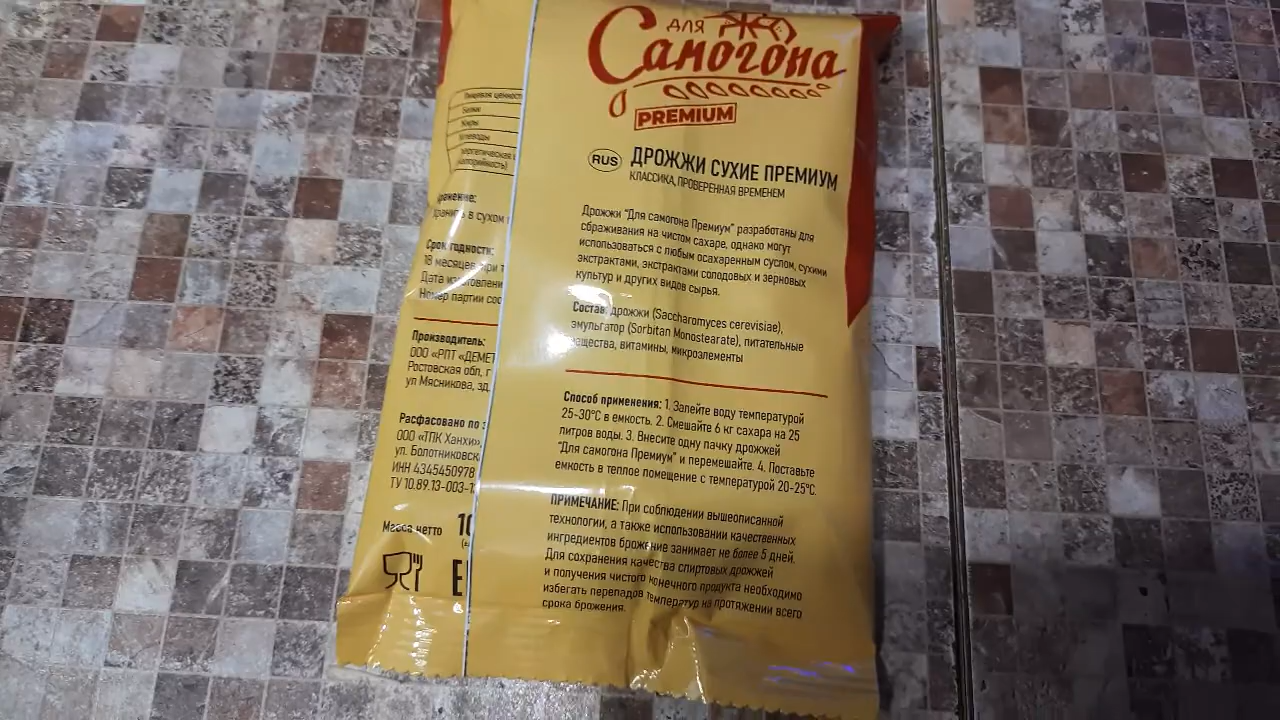 для
Самогона
PREMIUM
RUS
ДРОЖЖИ СУХИЕ ПРЕМИУМ
КЛАССИКА, ПРОВЕРЕННАЯ ВРЕМЕНЕМ
Дрожжи "Для самогона Премиум" разработаны для
сбраживания на чистом сахаре, однако могут
использоваться с любым осахаренным суслом, сухими
экстрактами, экстрактами солодовых и зерновых
культур и других видов сырья.
Состав: дрожжи (Saccharomyces cerevisiae),
эмульгатор (Sorbitan Monostearate), питательные
вещества, витамины, микроэлементы
Способ применения: 1. Залейте воду температурой
25-30°С в емкость. 2. Смешайте 6 кг сахара на 25
литров воды. 3. Внесите одну пачку дрожжей
"Для самогона Премиум" и перемешайте. 4. Поставьте
емкость в теплое помещение с температурой 20-25°С.
ПРИМЕЧАНИЕ: При соблюдении вышеописанной
технологии, а также использовании качественных
ингредиентов брожение занимает не более 5 дней.
Для сохранения качества спиртовых дрожжей
и получения чистого конечного продукта необходимо
избегать перепадов температур на протяжении всего
срока брожения.
Пищевая
Белки
Жиры
Углеводы
в сухом
Срок годности:
18 месяцев при
Дата
Номер партии
Производитель:
ООО «РПТ «ДЕМЕТ
Ростовская обл, г
ул Мясникова, зд.
Расфасовано по
ООО «ТПК Ханхи»,
ул. Болотниковск
ИНН 4345450978
ТУ 10.89.13-003-1
Масса нетто